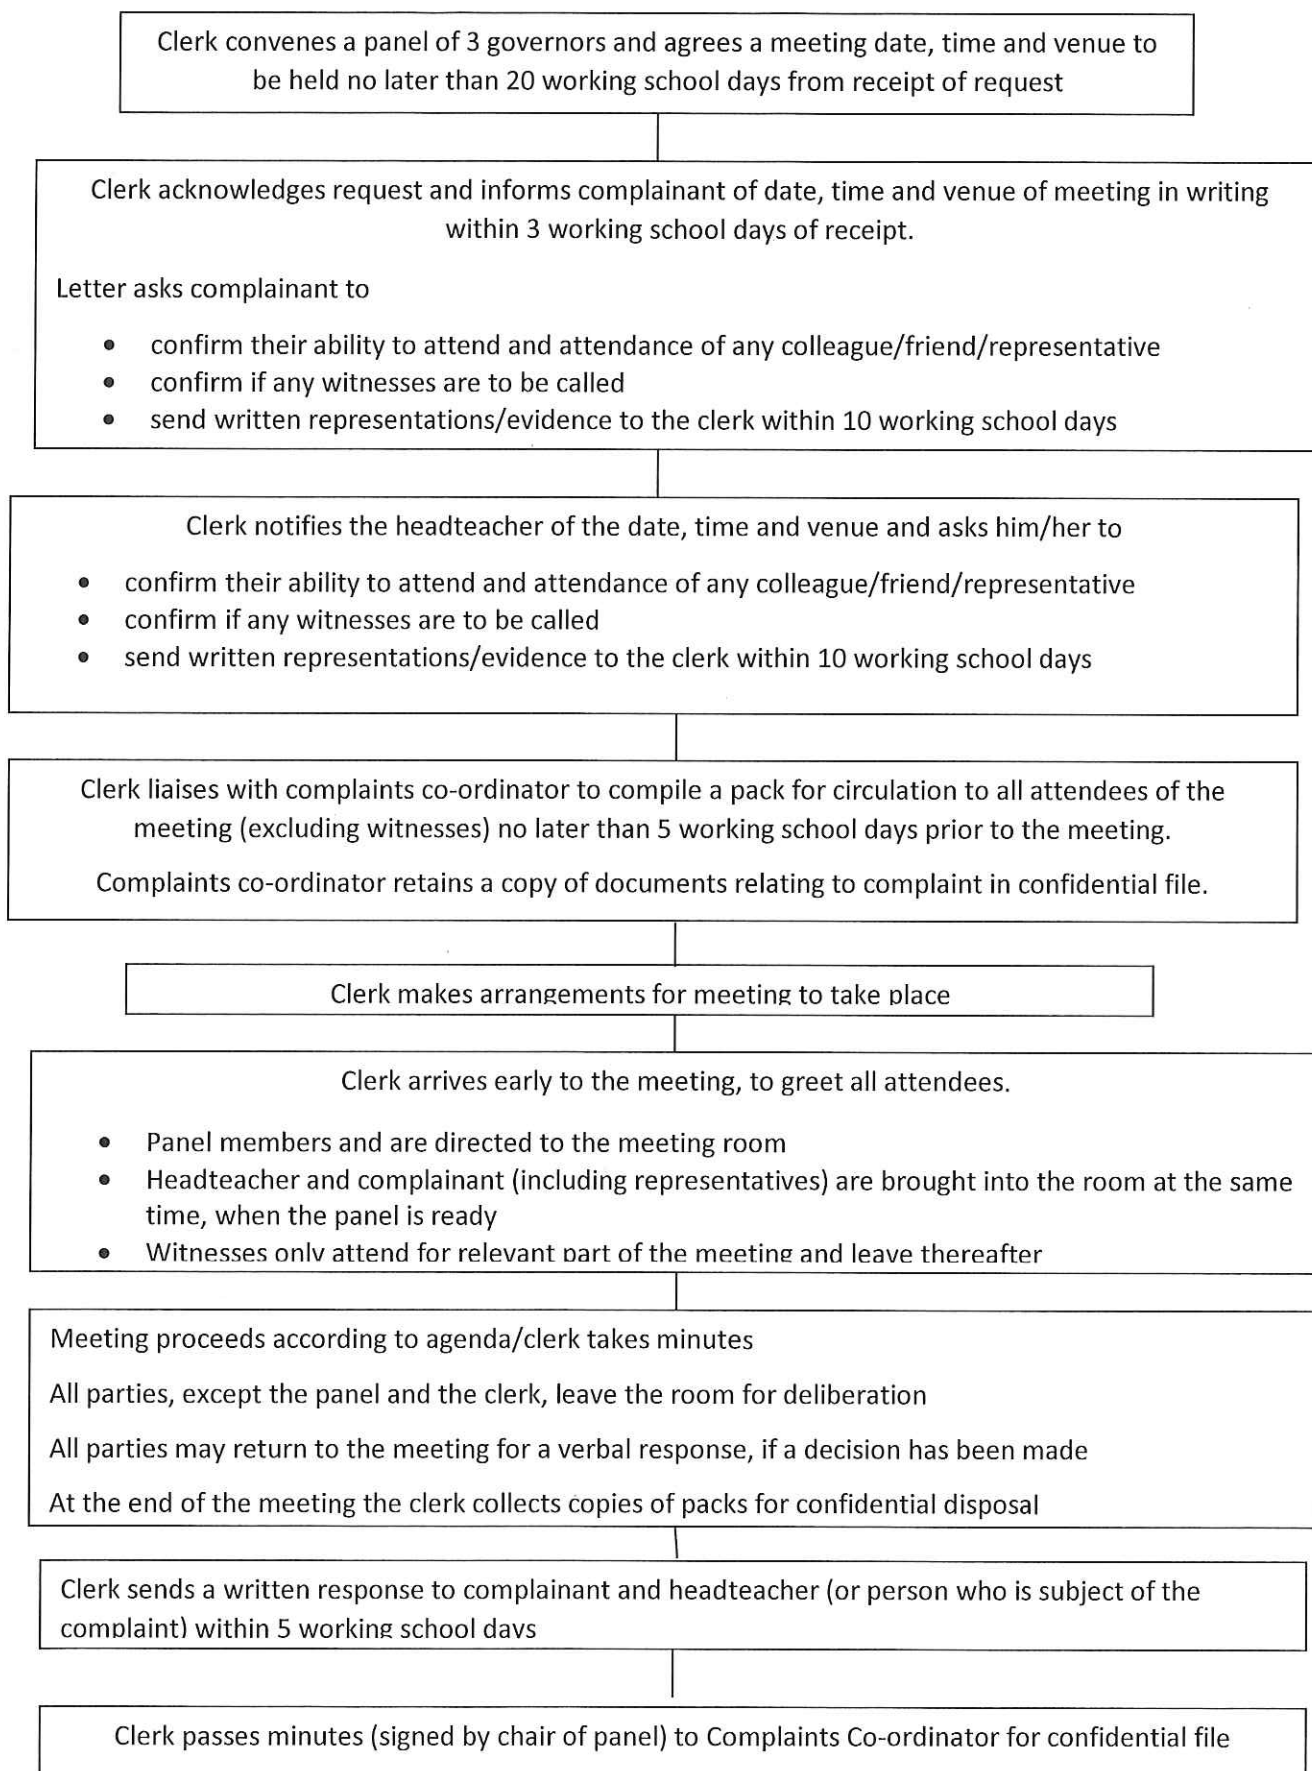 Clerk convenes a panel of 3 governors and agrees a meeting date, time and venue to
be held no later than 20 working school days from receipt of request
Clerk acknowledges request and informs complainant of date, time and venue of meeting in writing
within 3 working school days of receipt.
Letter asks complainant to
• confirm their ability to attend and attendance of any colleague/friend/representative
• confirm if any witnesses are to be called
• send written representations/evidence to the clerk within 10 working school days
Clerk notifies the headteacher of the date, time and venue and asks him/her to
• confirm their ability to attend and attendance of any colleague/friend/representative
• confirm if any witnesses are to be called
• send written representations/evidence to the clerk within 10 working school days
Clerk liaises with complaints co-ordinator to compile a pack for circulation to all attendees of the
meeting (excluding witnesses) no later than 5 working school days prior to the meeting.
Complaints co-ordinator retains a copy of documents relating to complaint in confidential file.
Clerk makes arrangements for meeting to take place
Clerk arrives early to the meeting, to greet all attendees.
• Panel members and are directed to the meeting room
• Headteacher and complainant (including representatives) are brought into the room at the same
time, when the panel is ready
• Witnesses only attend for relevant part of the meeting and leave thereafter
Meeting proceeds according to agenda/clerk takes minutes
All parties, except the panel and the clerk, leave the room for deliberation
All parties may return to the meeting for a verbal response, if a decision has been made
At the end of the meeting the clerk collects copies of packs for confidential disposal
Clerk sends a written response to complainant and headteacher (or person who is subject of the
complaint) within 5 working school days
Clerk passes minutes (signed by chair of panel) to Complaints Co-ordinator for confidential file